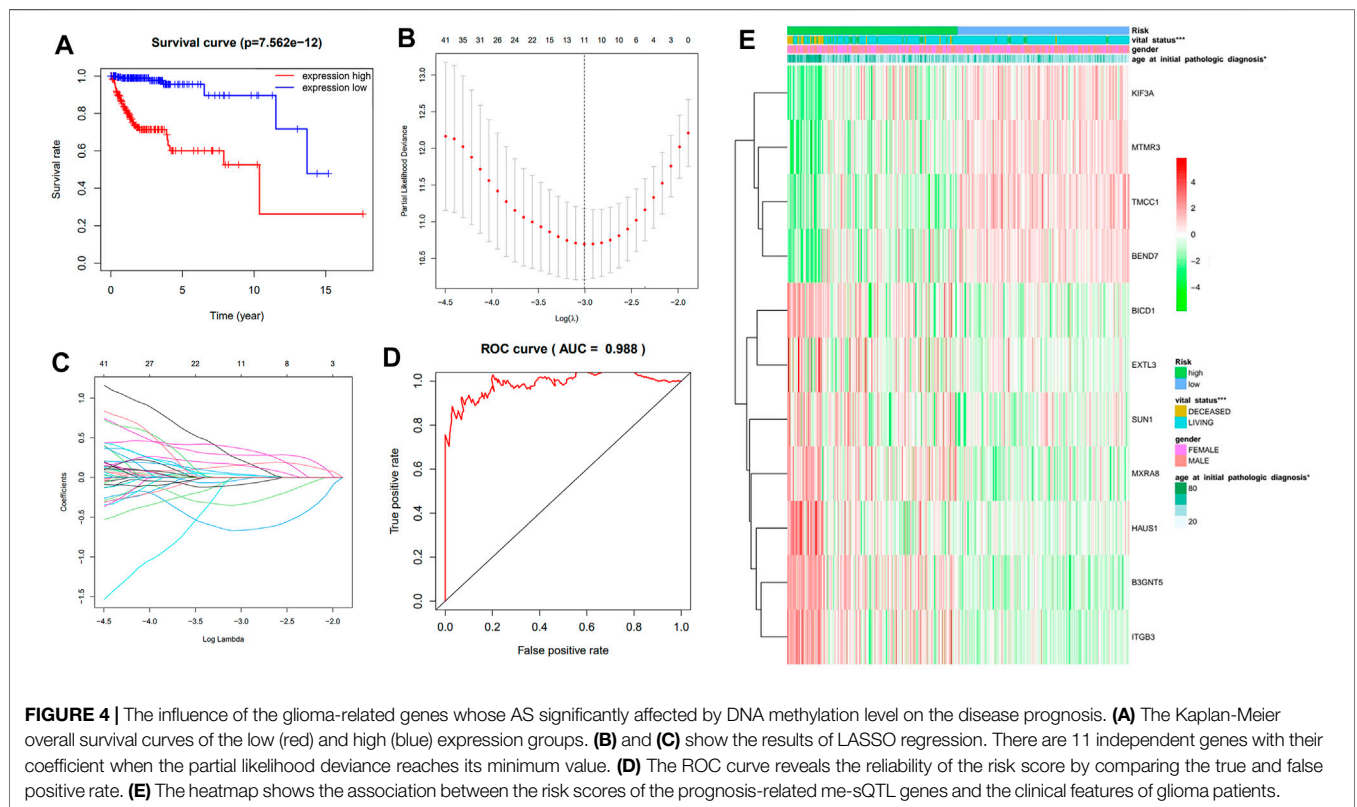 A
Survival curve (p=7.562e−12)
expression high
expression low
Survival rate
0.0 0.2 0.4 0.6 0.8 1.0
0 5 10 15
Time (year)
B
41 35 31 26 24 22 15 13 11 10 10 6 4 3 0
Partial Likelihood Deviance
10.5 11.0 11.5 12.0 12.5 13.0
−4.5 −4.0 −3.5 −3.0 −2.5 −2.0
Log(λ)
C
41 27 22 11 8 3
Coefficients
−1.5 −1.0 −0.5 0.0 0.5 1.0
−4.5 −4.0 −3.5 −3.0 −2.5 −2.0
Log Lambda
D
ROC curve ( AUC = 0.988 )
True positive rate
0.0 0.2 0.4 0.6 0.8 1.0
0.0 0.2 0.4 0.6 0.8 1.0
False positive rate
E
Risk
vital status***
gender
age at initial pathologic diagnosis*
KIF3A
MTMR3
TMCC1
BEND7
BICD1
EXTL3
SUN1
MXRA8
HAUS1
B3GNT5
ITGB3
4
2
0
−2
−4
Risk
high
low
vital status***
DECEASED
LIVING
gender
FEMALE
MALE
age at initial pathologic diagnosis*
80
20
FIGURE 4 | The influence of the glioma-related genes whose AS significantly affected by DNA methylation level on the disease prognosis. (A) The Kaplan-Meier
overall survival curves of the low (red) and high (blue) expression groups. (B) and (C) show the results of LASSO regression. There are 11 independent genes with their
coefficient when the partial likelihood deviance reaches its minimum value. (D) The ROC curve reveals the reliability of the risk score by comparing the true and false
positive rate. (E) The heatmap shows the association between the risk scores of the prognosis-related me-sQTL genes and the clinical features of glioma patients.